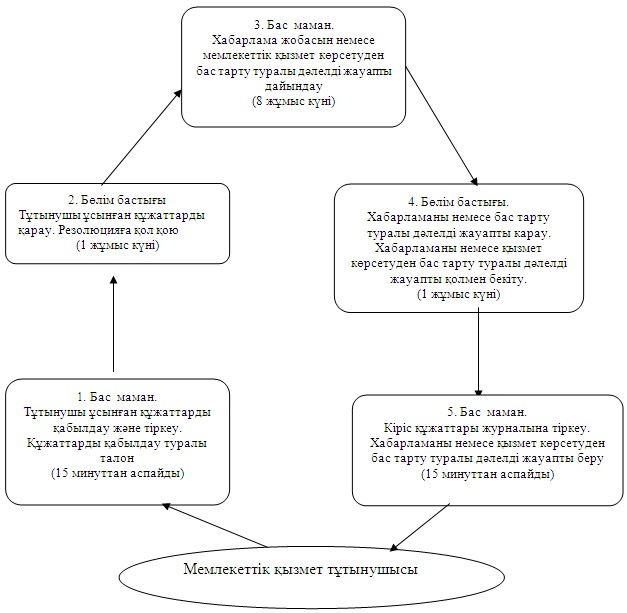 3. Бас маман.
Хабарлама жобасын немесе
мемлекеттік қызмет көрсетуден
бас тарту туралы дәлелді жауапты
дайындау
(8 жұмыс күні)
2. Бөлім бастығы
Тұтынушы ұсынған құжаттарды
қарау. Резолюцияға қол қою
(1 жұмыс күні)
4. Бөлім бастығы.
Хабарламаны немесе бас тарту
туралы дәлелді жауапты қарау.
Хабарламаны немесе қызмет
көрсетуден бас тарту туралы дәлелді
жауапты қолмен бекіту.
(1 жұмыс күні)
1. Бас маман.
Тұтынушы ұсынған құжаттарды
қабылдау және тіркеу.
Құжаттарды қабылдау туралы
талон
(15 минуттан аспайды)
5. Бас маман.
Кіріс құжаттары журналына тіркеу.
Хабарламаны немесе қызмет көрсетуден
бас тарту туралы дәлелді жауапты беру
(15 минуттан аспайды)
Мемлекеттік қызмет тұтынушысы